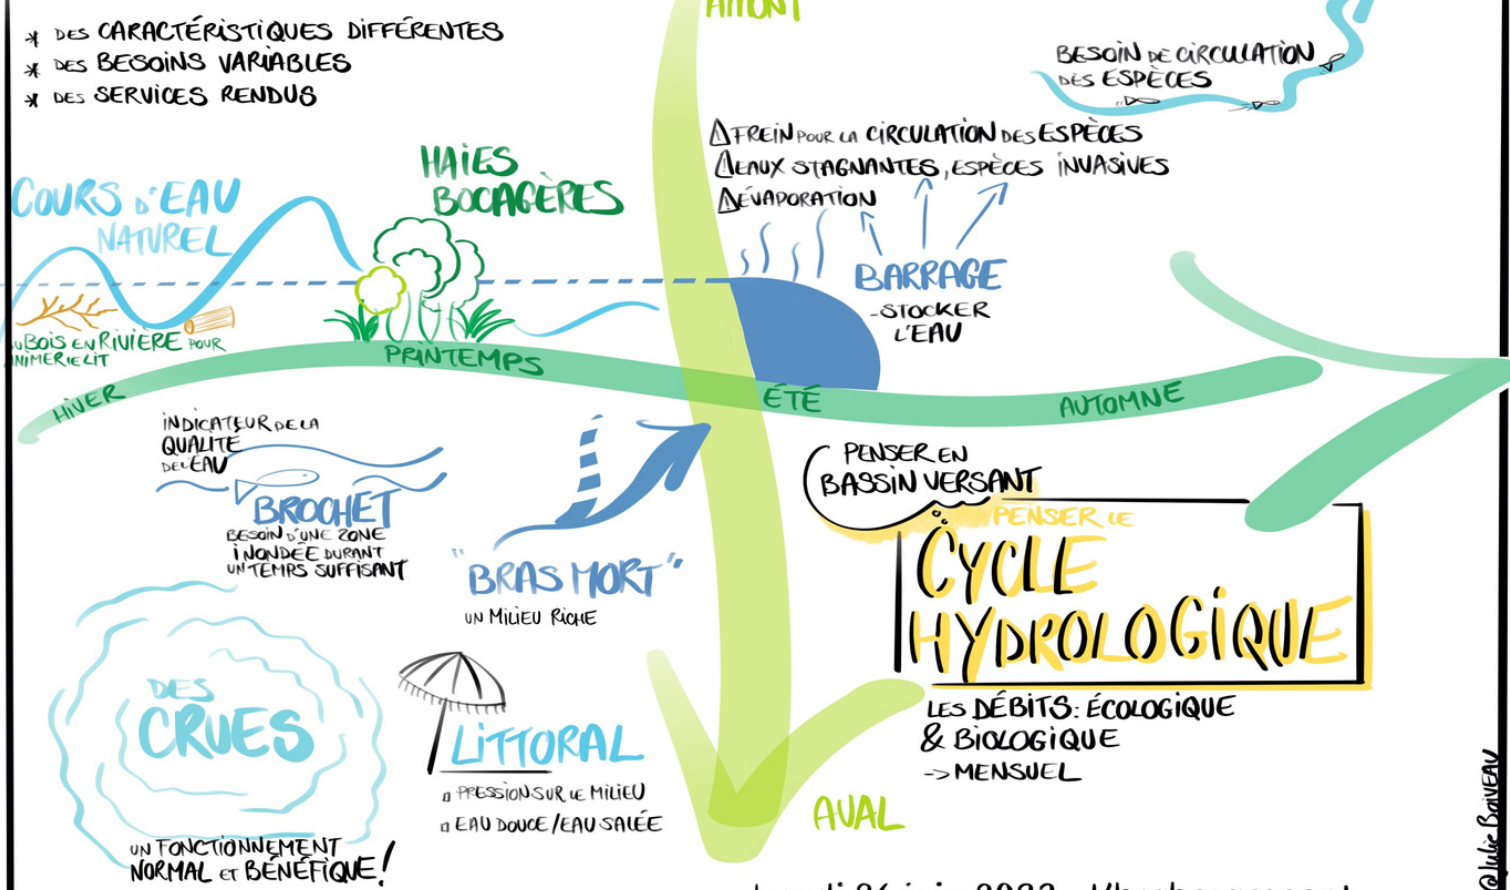 * DES CARACTÉRISTIQUES DIFFÉRENTES
* DES BESOINS VARIABLES
* DES SERVICES RENDUS
AMONT
BESOIN DE CIRCULATION
DES ESPÈCES
⚠ FREIN POUR LA CIRCULATION DES ESPÈCES
⚠ EAUX STAGNANTES, ESPÈCES INVASIVES
⚠ ÉVAPORATION
HAIES
BOCAGÈRES
COURS D'EAU
NATUREL
BARRAGE
- STOCKER
L'EAU
BOIS EN RIVIÈRE POUR
LIT
HIVER
PRINTEMPS
ÉTÉ
AUTOMNE
INDICATEUR DE LA
QUALITÉ
DE L'EAU
BROCHET
BESOIN D'UNE ZONE
INONDÉE DURANT
UN TEMPS SUFFISANT
"BRAS MORT"
UN MILIEU RICHE
PENSER EN
BASSIN VERSANT
PENSER LE
CYCLE
HYDROLOGIQUE
LES DÉBITS: ÉCOLOGIQUE
& BIOLOGIQUE
-> MENSUEL
DES
CRUES
UN FONCTIONNEMENT
NORMAL ET BÉNÉFIQUE!
LITTORAL
PRESSION SUR LE MILIEU
EAU DOUCE / EAU SALÉE
AVAL
@Julie BOIVEAU